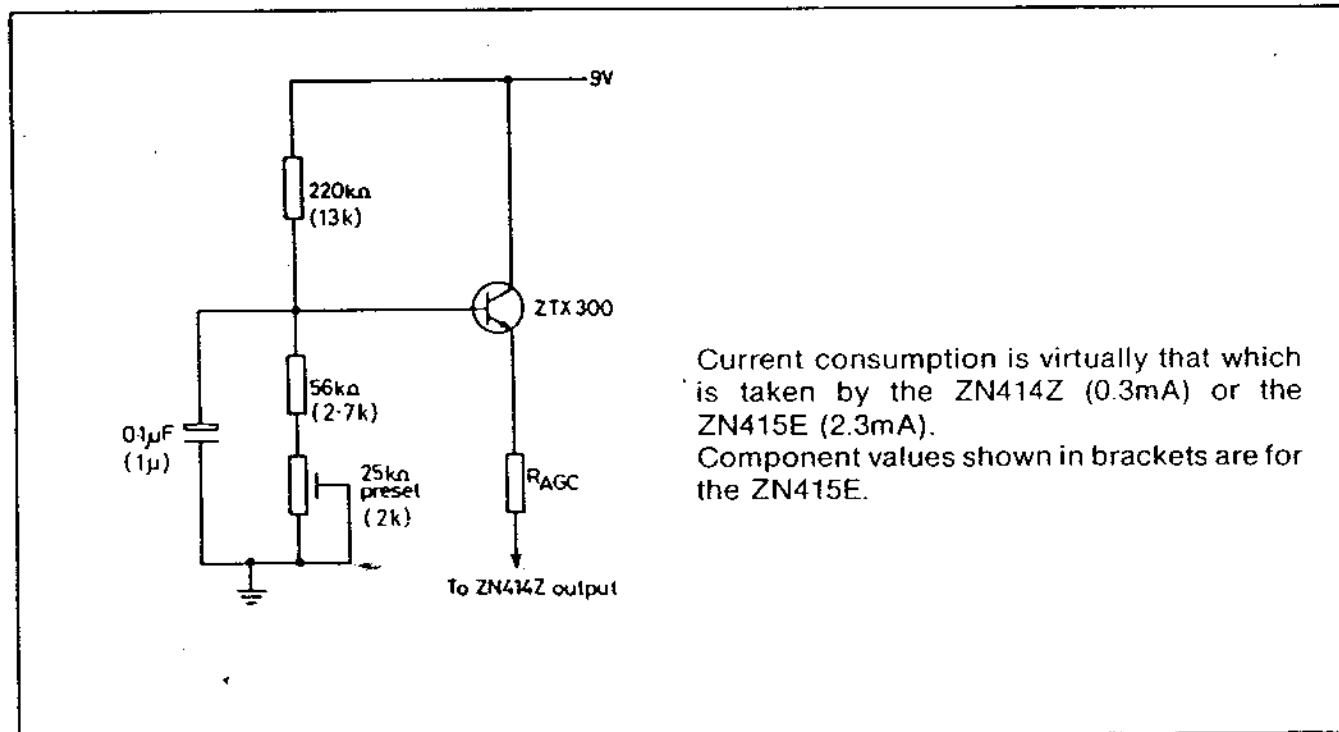 9V
220kΩ
(13k)
ZTX300
56kΩ
(2·7k)
0·1µF
(1µ)
25kΩ
preset
(2k)
RAGC
To ZN414Z output
Current consumption is virtually that which
is taken by the ZN414Z (0.3mA) or the
ZN415E (2.3mA).
Component values shown in brackets are for
the ZN415E.